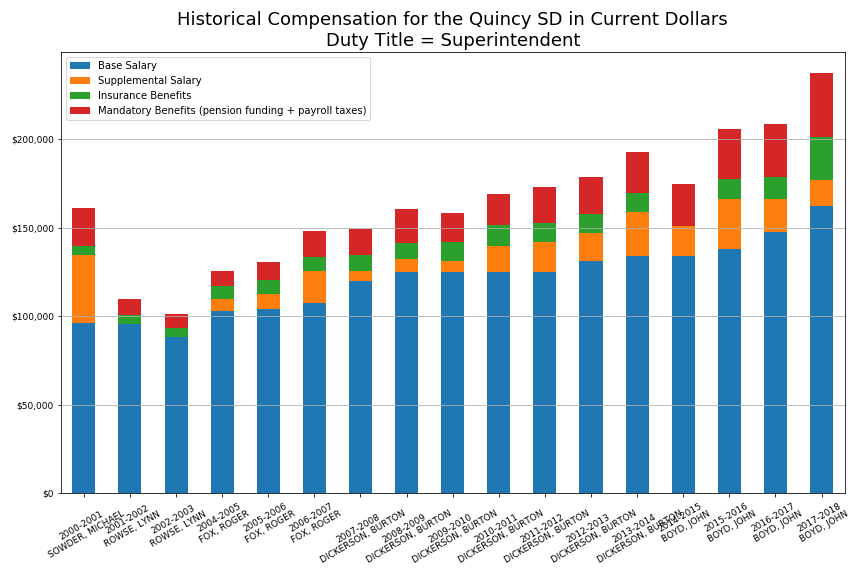 Historical Compensation for the Quincy SD in Current Dollars
Duty Title = Superintendent
Base Salary
Supplemental Salary
Insurance Benefits
Mandatory Benefits (pension funding + payroll taxes)
$200,000
$150,000
$100,000
$50,000
$0
2000-2001
SOWDER, MICHAEL
2001-2002
ROWSE, LYNN
2002-2003
ROWSE, LYNN
2004-2005
FOX, ROGER
2005-2006
FOX, ROGER
2006-2007
FOX, ROGER
2007-2008
DICKERSON, BURTON
2008-2009
DICKERSON, BURTON
2009-2010
DICKERSON, BURTON
2010-2011
DICKERSON, BURTON
2011-2012
DICKERSON, BURTON
2012-2013
DICKERSON, BURTON
2013-2014
DICKERSON, BURTON
2014-2015
BOYD, JOHN
2015-2016
BOYD, JOHN
2016-2017
BOYD, JOHN
2017-2018
BOYD, JOHN